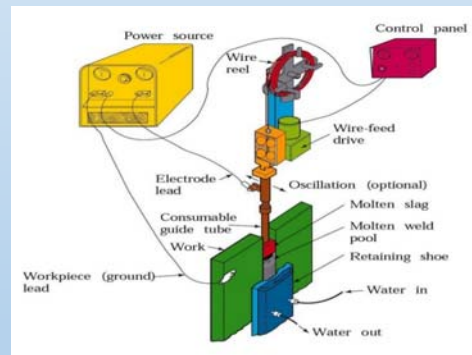 Power source
Control panel
Wire
reel
Wire-feed
drive
Electrode
lead
Oscillation (optional)
Consumable
guide tube
Molten slag
Work
Molten weld
pool
Retaining shoe
Workpiece (ground)
lead
Water in
Water out